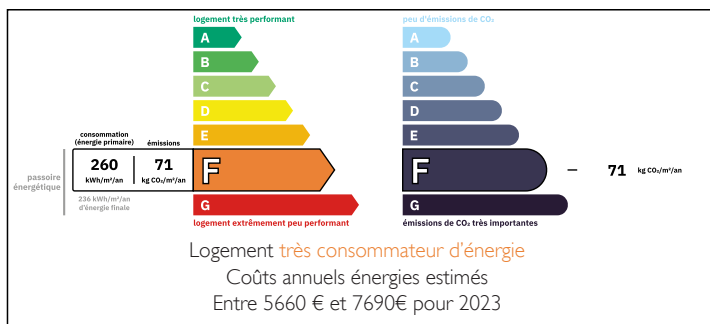 logement très performant
A
B
C
D
E
consommation
(énergie primaire)
émissions
260
kWh/m²/an
71
kg CO₂/m²/an
F
passoire
énergétique
236 kWh/m²/an
d'énergie finale
G
logement extrêmement peu performant
peu d'émissions de CO₂
A
B
C
D
E
F
71 kg CO₂/m²/an
G
émissions de CO₂ très importantes
Logement très consommateur d'énergie
Coûts annuels énergies estimés
Entre 5660 € et 7690€ pour 2023